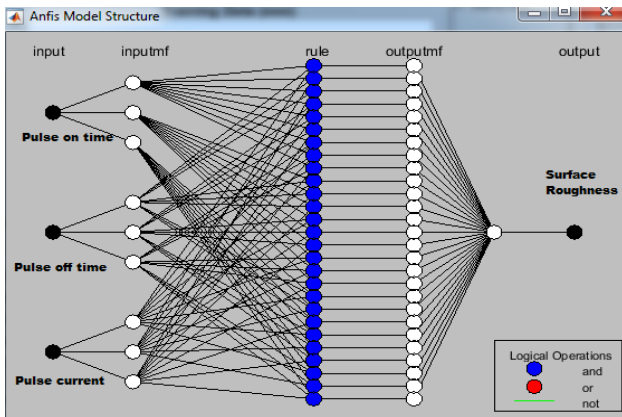 Anfis Model Structure
input inputmf rule outputmf output
Pulse on time
Surface
Roughness
Pulse off time
Pulse current
Logical Operations
and
or
not